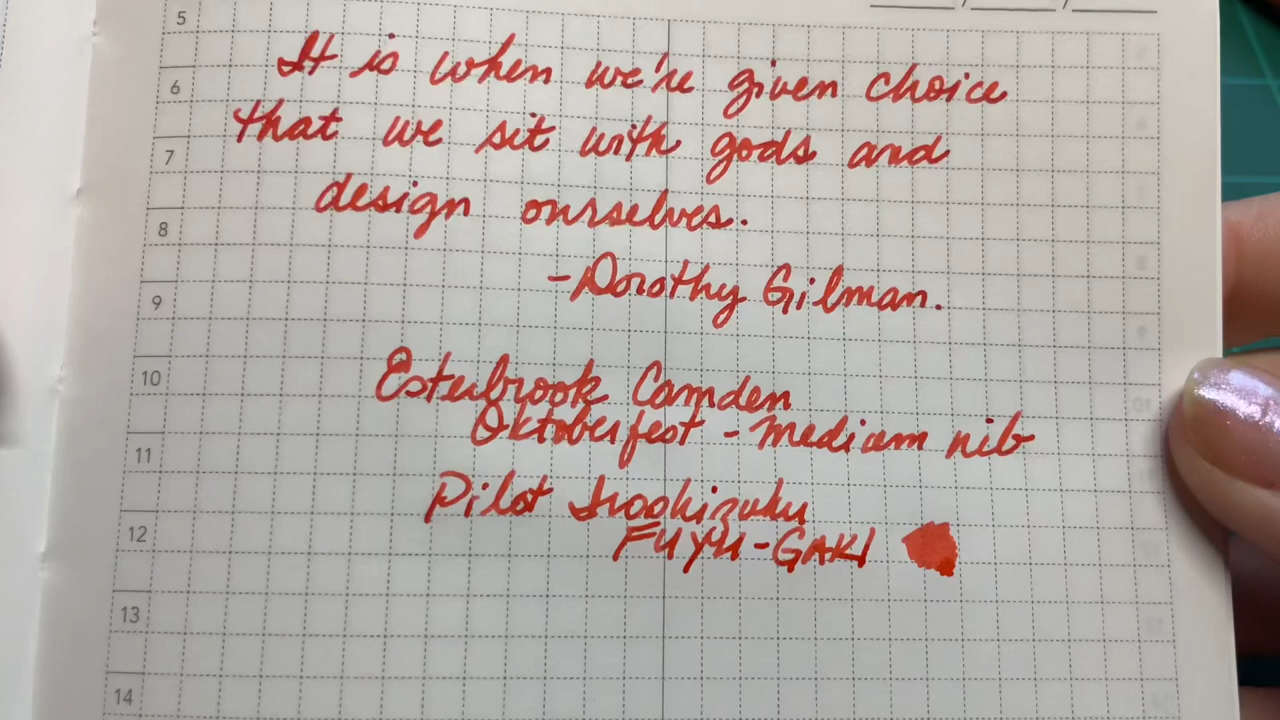 5
It is when we're given choice
6
that we sit with gods and
7
design ourselves.
8
-Dorothy Gilman.
9
10
Esterbrook Camden
Oktoberfest - medium nib
11
Pilot Iroshizuku
12
FUYU-GAKI
13
14